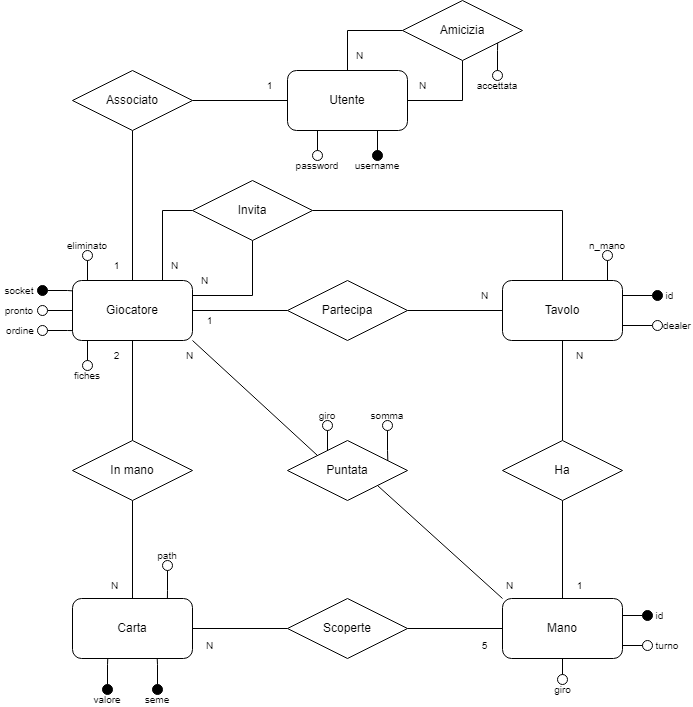 Amicizia
N
N
accettata
Associato
1
Utente
password
username
Invita
eliminato
1
N
N
n_mano
socket
pronto
ordine
Giocatore
1
Partecipa
N
Tavolo
id
dealer
2
N
N
fiches
giro
somma
In mano
Puntata
Ha
path
N
N
1
Carta
N
Scoperte
5
Mano
id
turno
valore
seme
giro